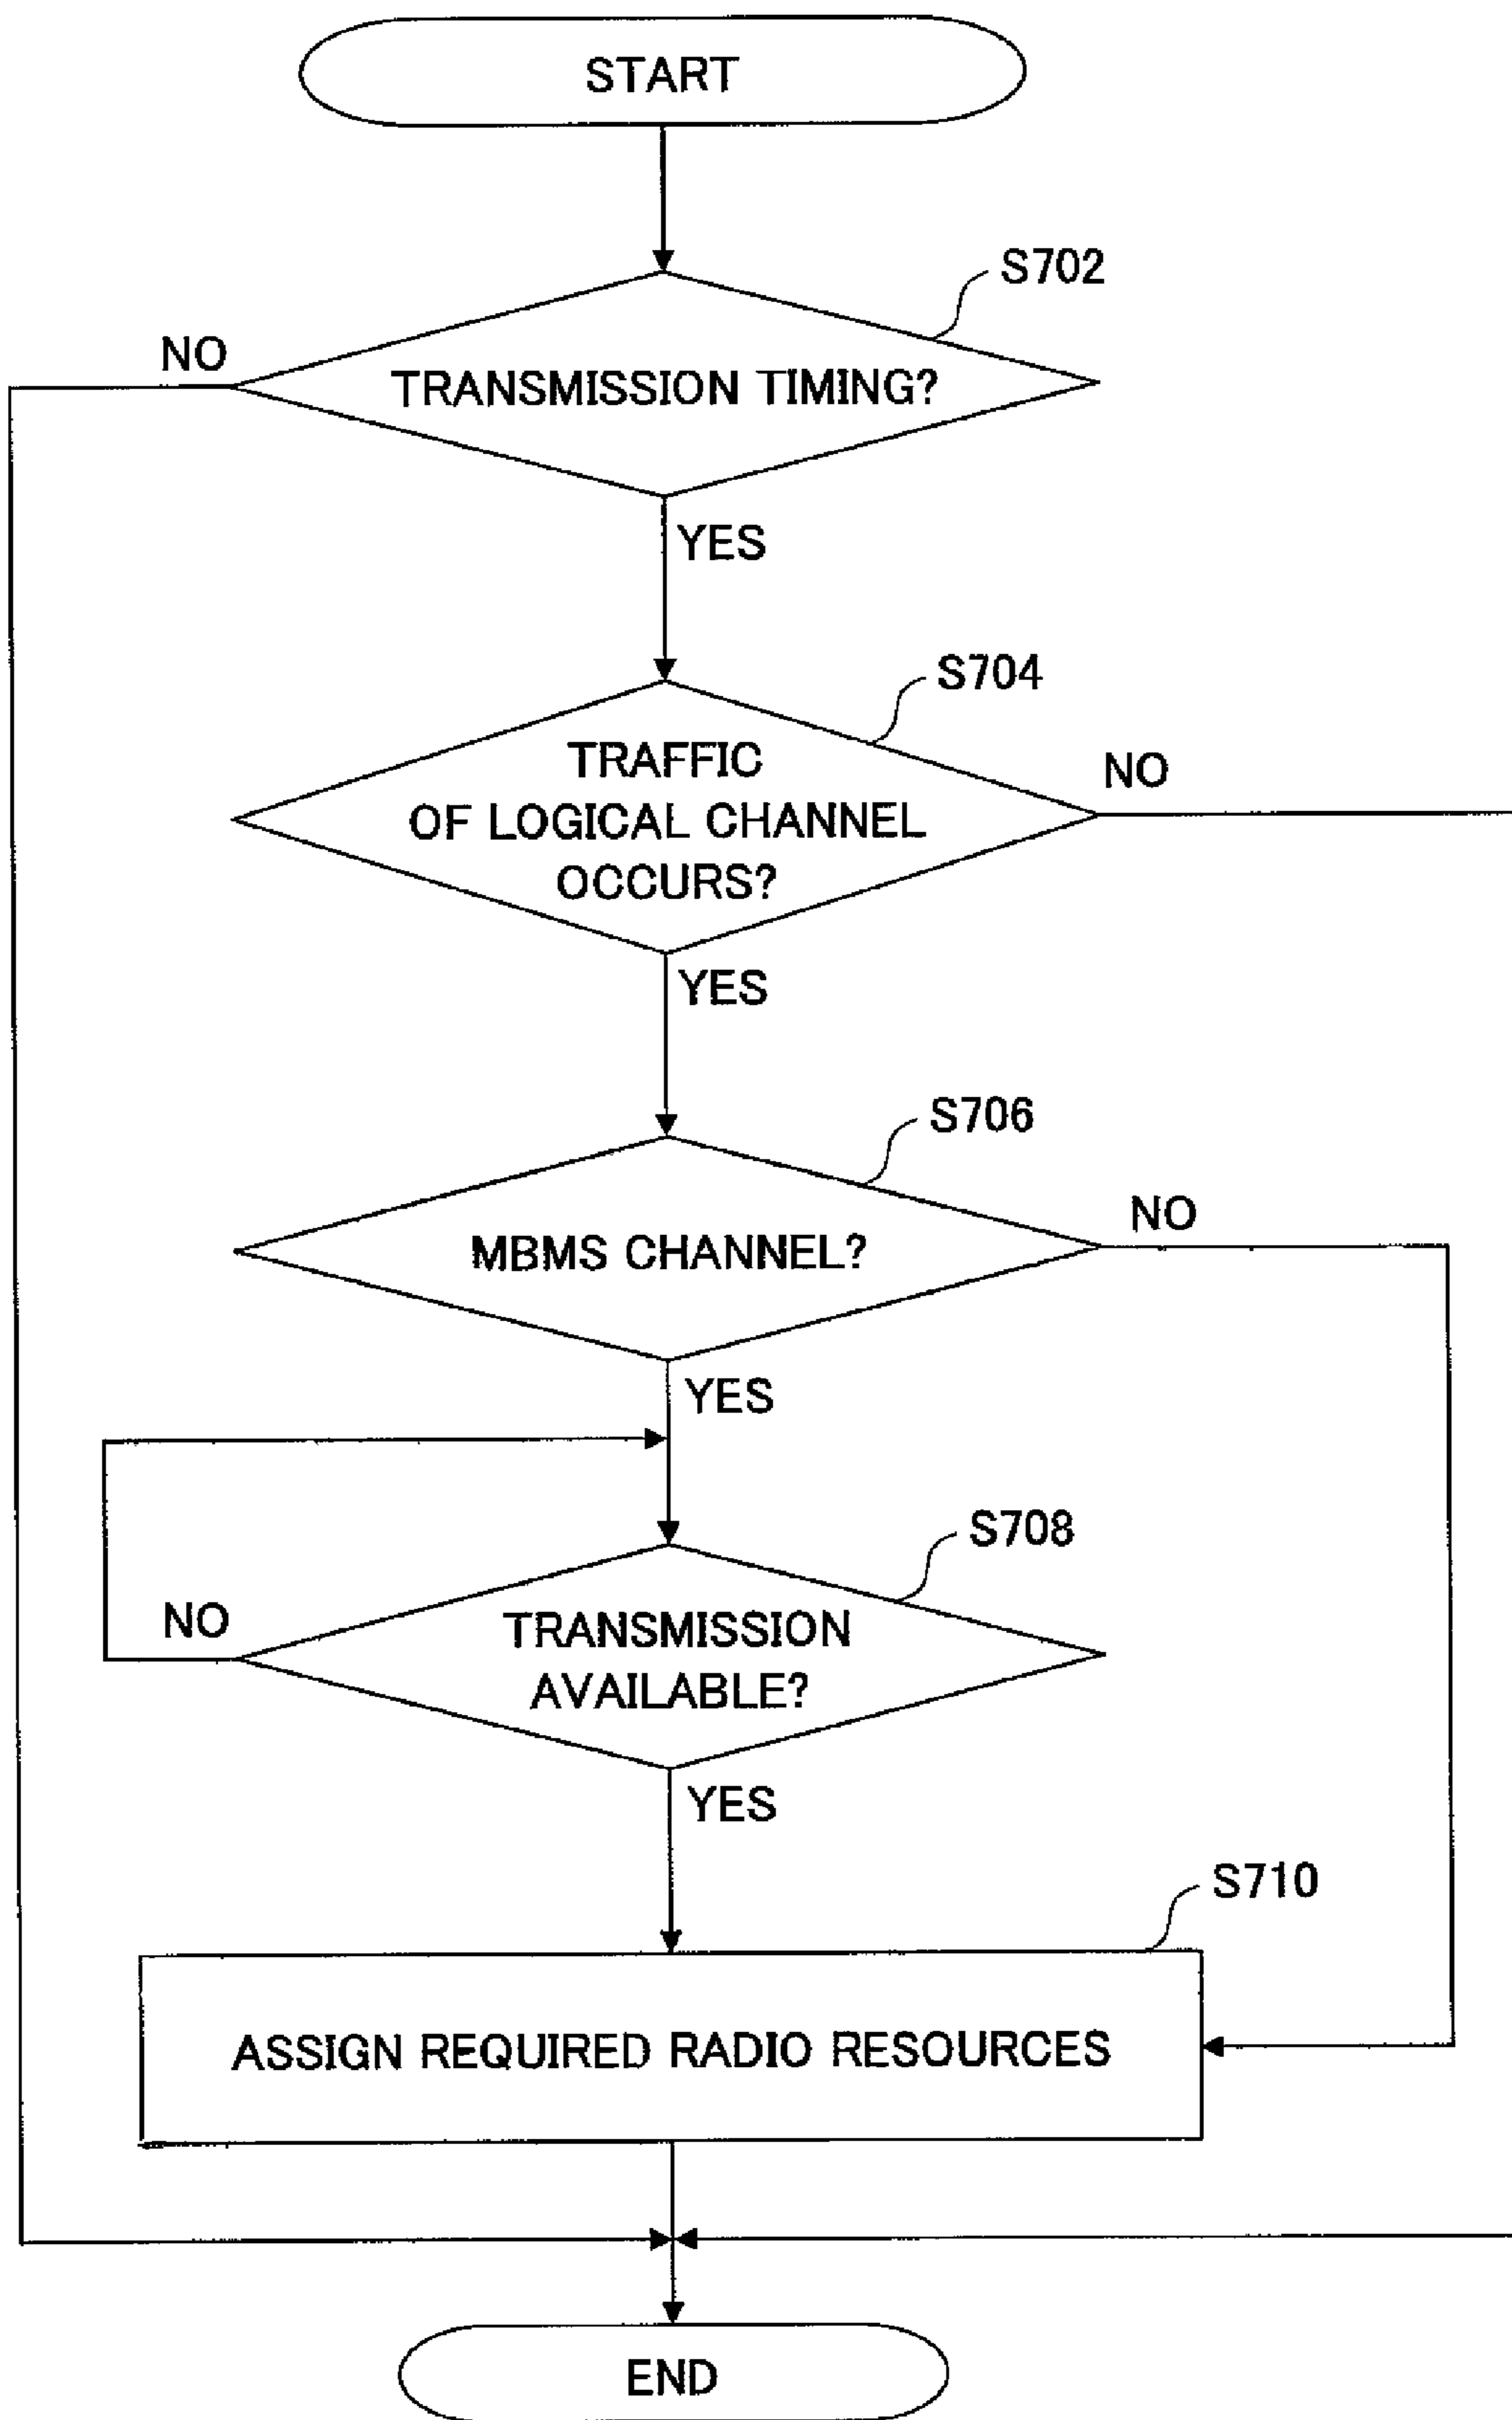 START
S702
NO
TRANSMISSION TIMING?
YES
S704
TRAFFIC
OF LOGICAL CHANNEL
OCCURS?
NO
YES
S706
NO
MBMS CHANNEL?
YES
S708
NO
TRANSMISSION
AVAILABLE?
YES
S710
ASSIGN REQUIRED RADIO RESOURCES
END